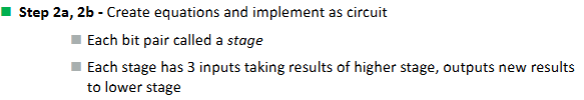 Step 2a, 2b - Create equations and implement as circuit
Each bit pair called a stage
Each stage has 3 inputs taking results of higher stage, outputs new results
to lower stage